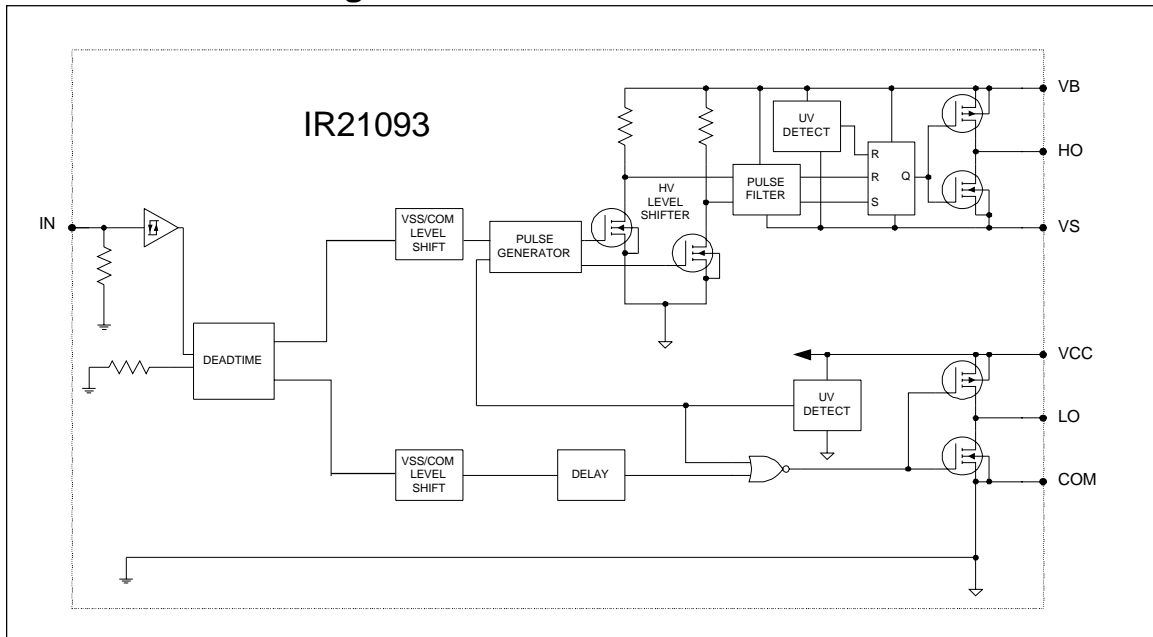 IR21093
IN
DEADTIME
VSS/COM
LEVEL
SHIFT
PULSE
GENERATOR
HV
LEVEL
SHIFTER
PULSE
FILTER
UV
DETECT
R
R
S
Q
VB
HO
VS
VSS/COM
LEVEL
SHIFT
DELAY
UV
DETECT
VCC
LO
COM